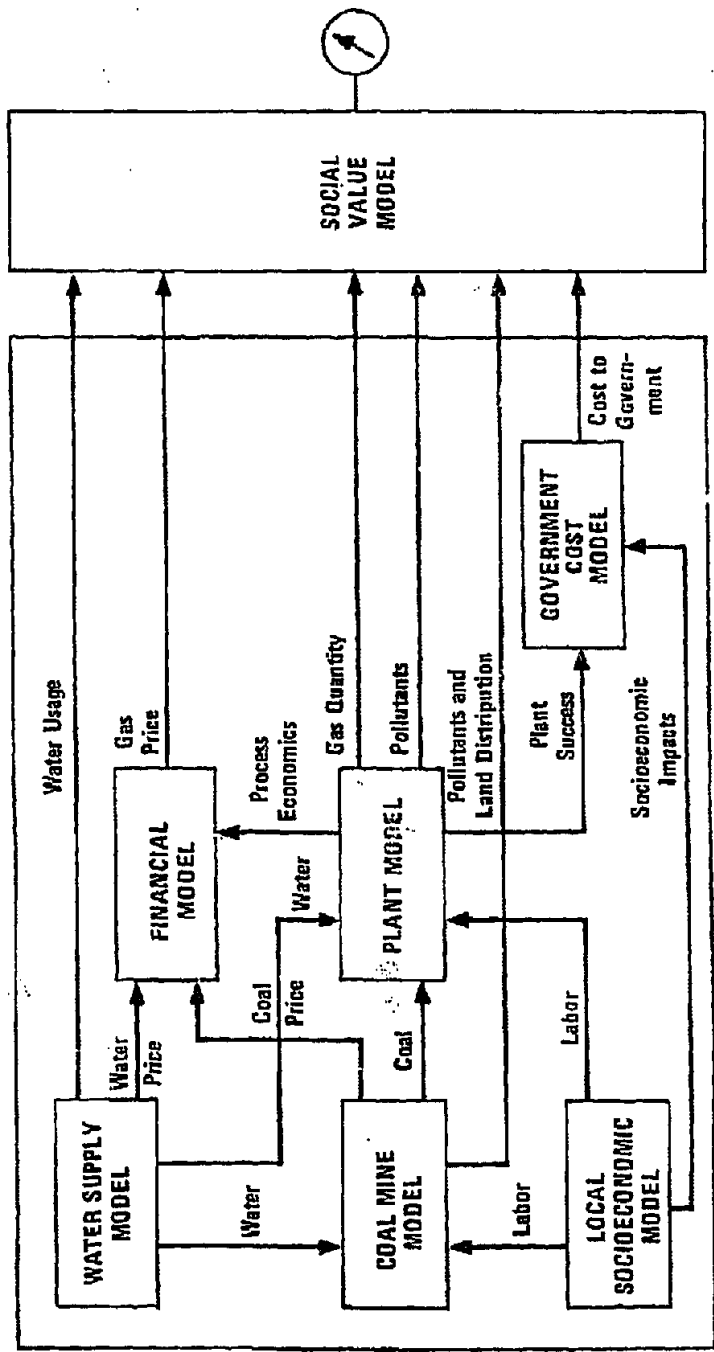 WATER SUPPLY
MODEL
Water Usage
Water
Price
Water
Coal
Price
Water
FINANCIAL
MODEL
Gas
Price
Process
Economics
COAL MINE
MODEL
Coal
PLANT MODEL
Gas Quantity
Pollutants
Pollutants and
Land Distripution
Labor
Labor
LOCAL
SOCIOECONOMIC
MODEL
Plant
Success
GOVERNMENT
COST
MODEL
Socioeconomic
Impacts
Cost to
Govern-
ment
SOCIAL
VALUE
MODEL